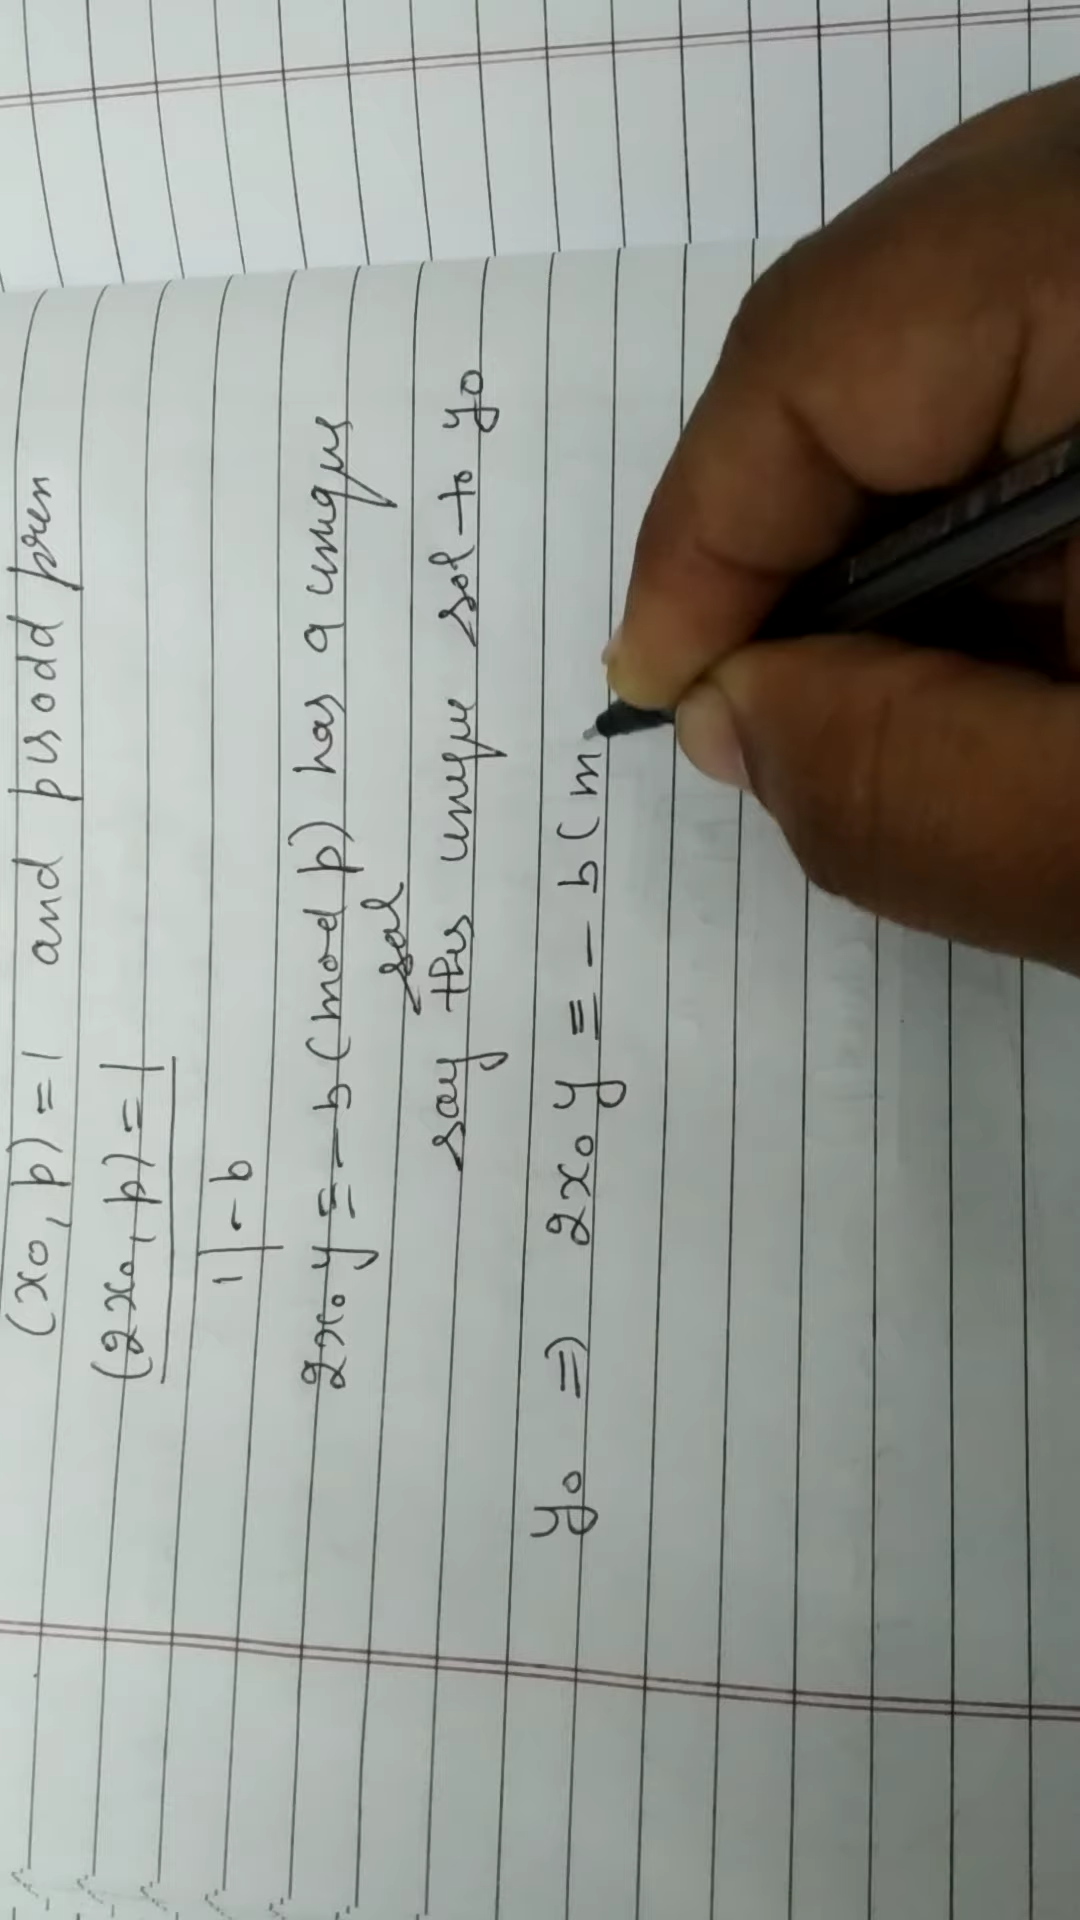 (x₀, p) = 1 and p is odd pren
(2x₀, p) = 1
1 | - b
2x₀ y ≡ - b (mod p) has a unique
sol
say this unique sol - to y₀
y₀ ⇒ 2x₀ y ≡ - b (m